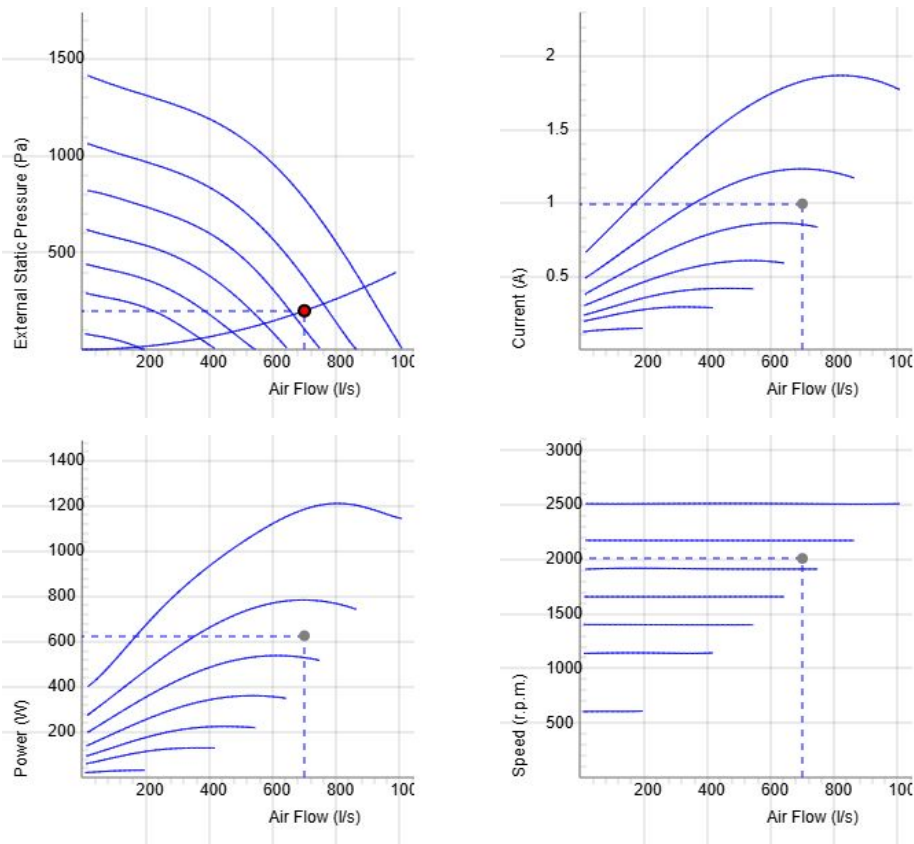 1500
1000
500
External Static Pressure (Pa)
200 400 600 800 100
Air Flow (l/s)
2
1.5
1
0.5
Current (A)
200 400 600 800 100
Air Flow (l/s)
1400
1200
1000
800
600
400
200
Power (W)
200 400 600 800 100
Air Flow (l/s)
3000
2500
2000
1500
1000
500
Speed (r.p.m.)
200 400 600 800 100
Air Flow (l/s)